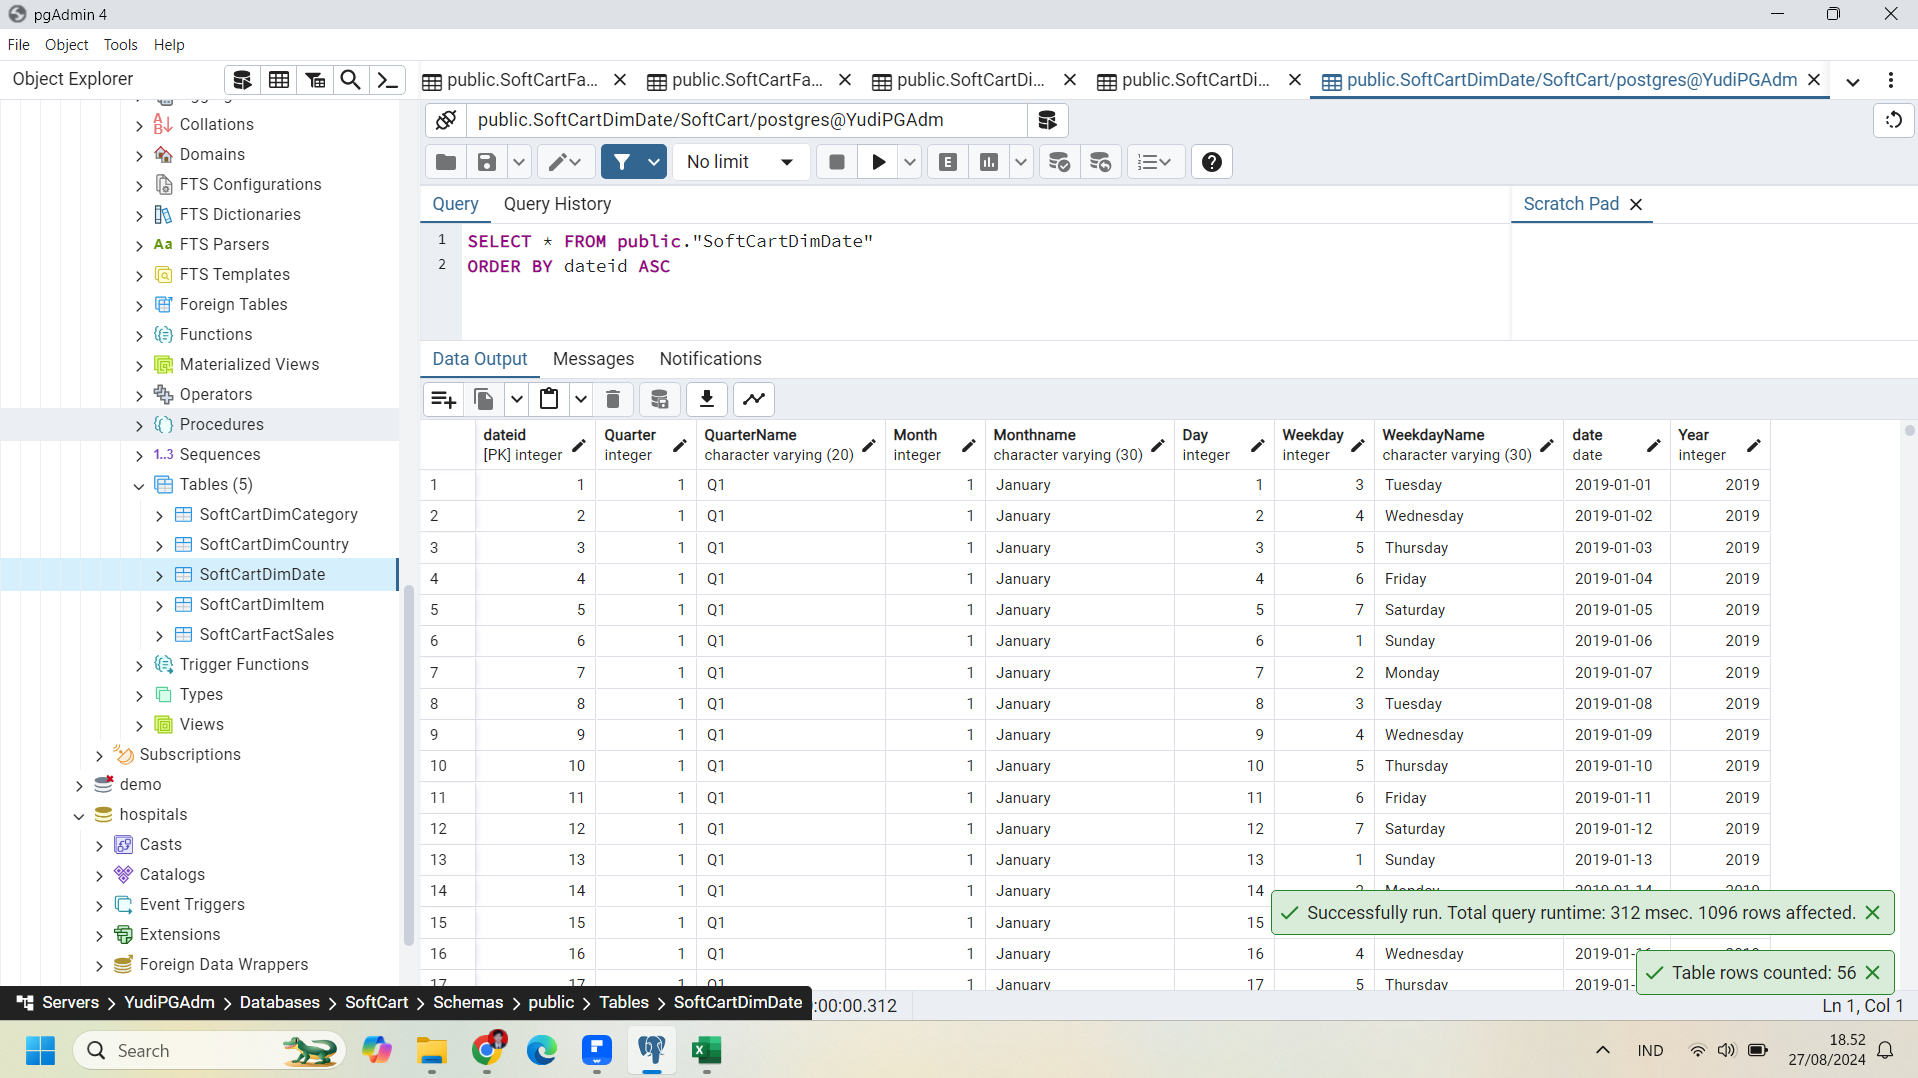 pgAdmin 4
File Object Tools Help
Object Explorer
public.SoftCartFa... public.SoftCartFa... public.SoftCartDi... public.SoftCartDi... public.SoftCartDimDate/SoftCart/postgres@YudiPGAdm
public.SoftCartDimDate/SoftCart/postgres@YudiPGAdm
No limit
E
Query Query History
Scratch Pad
1 SELECT * FROM public."SoftCartDimDate"
2 ORDER BY dateid ASC
Collations
Domains
FTS Configurations
FTS Dictionaries
Aa FTS Parsers
FTS Templates
Foreign Tables
Functions
Materialized Views
Operators
Procedures
1..3 Sequences
Tables (5)
SoftCartDimCategory
SoftCartDimCountry
SoftCartDimDate
SoftCartDimItem
SoftCartFactSales
Trigger Functions
Types
Views
Subscriptions
demo
hospitals
Casts
Catalogs
Event Triggers
Extensions
Foreign Data Wrappers
Data Output Messages Notifications
dateid Quarter QuarterName Month Monthname Day Weekday WeekdayName date Year
[PK] integer integer character varying (20) integer character varying (30) integer integer character varying (30) date integer
1 1 1 Q1 1 January 1 3 Tuesday 2019-01-01 2019
2 2 1 Q1 1 January 2 4 Wednesday 2019-01-02 2019
3 3 1 Q1 1 January 3 5 Thursday 2019-01-03 2019
4 4 1 Q1 1 January 4 6 Friday 2019-01-04 2019
5 5 1 Q1 1 January 5 7 Saturday 2019-01-05 2019
6 6 1 Q1 1 January 6 1 Sunday 2019-01-06 2019
7 7 1 Q1 1 January 7 2 Monday 2019-01-07 2019
8 8 1 Q1 1 January 8 3 Tuesday 2019-01-08 2019
9 9 1 Q1 1 January 9 4 Wednesday 2019-01-09 2019
10 10 1 Q1 1 January 10 5 Thursday 2019-01-10 2019
11 11 1 Q1 1 January 11 6 Friday 2019-01-11 2019
12 12 1 Q1 1 January 12 7 Saturday 2019-01-12 2019
13 13 1 Q1 1 January 13 1 Sunday 2019-01-13 2019
14 14 1 Q1 1 January 14
15 15 1 Q1 1 January 15
16 16 1 Q1 1 January 16 4 Wednesday 2019-01-
17 17 1 Q1 1 January 17 5 Thursday 2019-01-
Successfully run. Total query runtime: 312 msec. 1096 rows affected.
Table rows counted: 56
Servers > YudiPGAdm > Databases > SoftCart > Schemas > public > Tables > SoftCartDimDate
:00:00.312
Ln 1, Col 1
Search
IND
18.52
27/08/2024